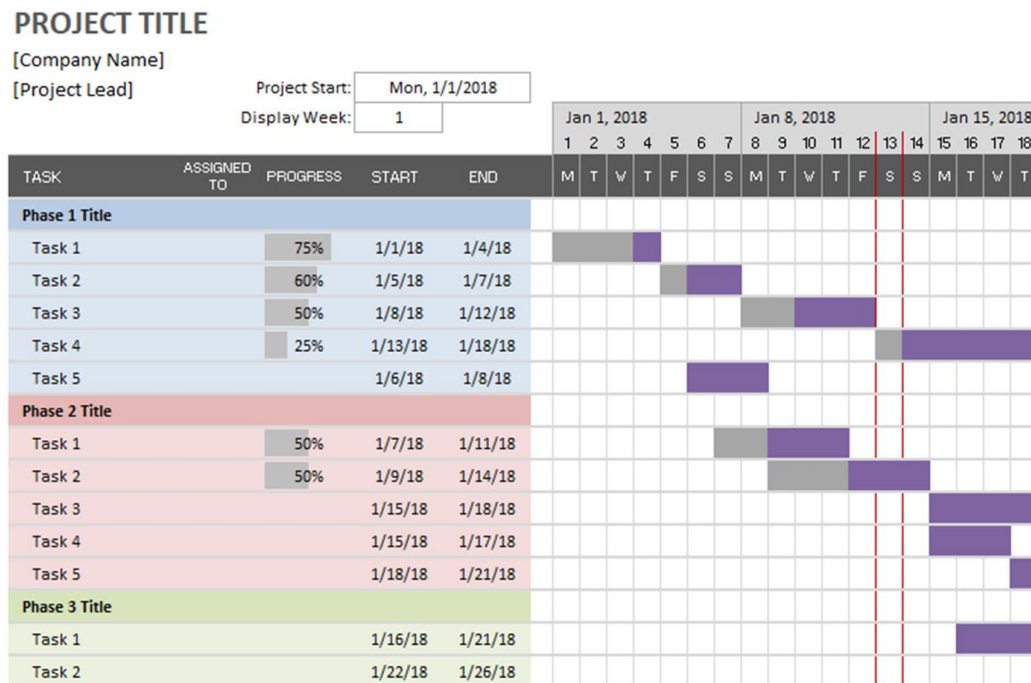 PROJECT TITLE
[Company Name]
[Project Lead] Project Start: Mon, 1/1/2018
Display Week: 1
Jan 1, 2018 Jan 8, 2018 Jan 15, 2018
1 2 3 4 5 6 7 8 9 10 11 12 13 14 15 16 17 18
TASK ASSIGNED TO PROGRESS START END M T W T F S S M T W T F S S M T W T
Phase 1 Title
Task 1 75% 1/1/18 1/4/18
Task 2 60% 1/5/18 1/7/18
Task 3 50% 1/8/18 1/12/18
Task 4 25% 1/13/18 1/18/18
Task 5 1/6/18 1/8/18
Phase 2 Title
Task 1 50% 1/7/18 1/11/18
Task 2 50% 1/9/18 1/14/18
Task 3 1/15/18 1/18/18
Task 4 1/15/18 1/17/18
Task 5 1/18/18 1/21/18
Phase 3 Title
Task 1 1/16/18 1/21/18
Task 2 1/22/18 1/26/18